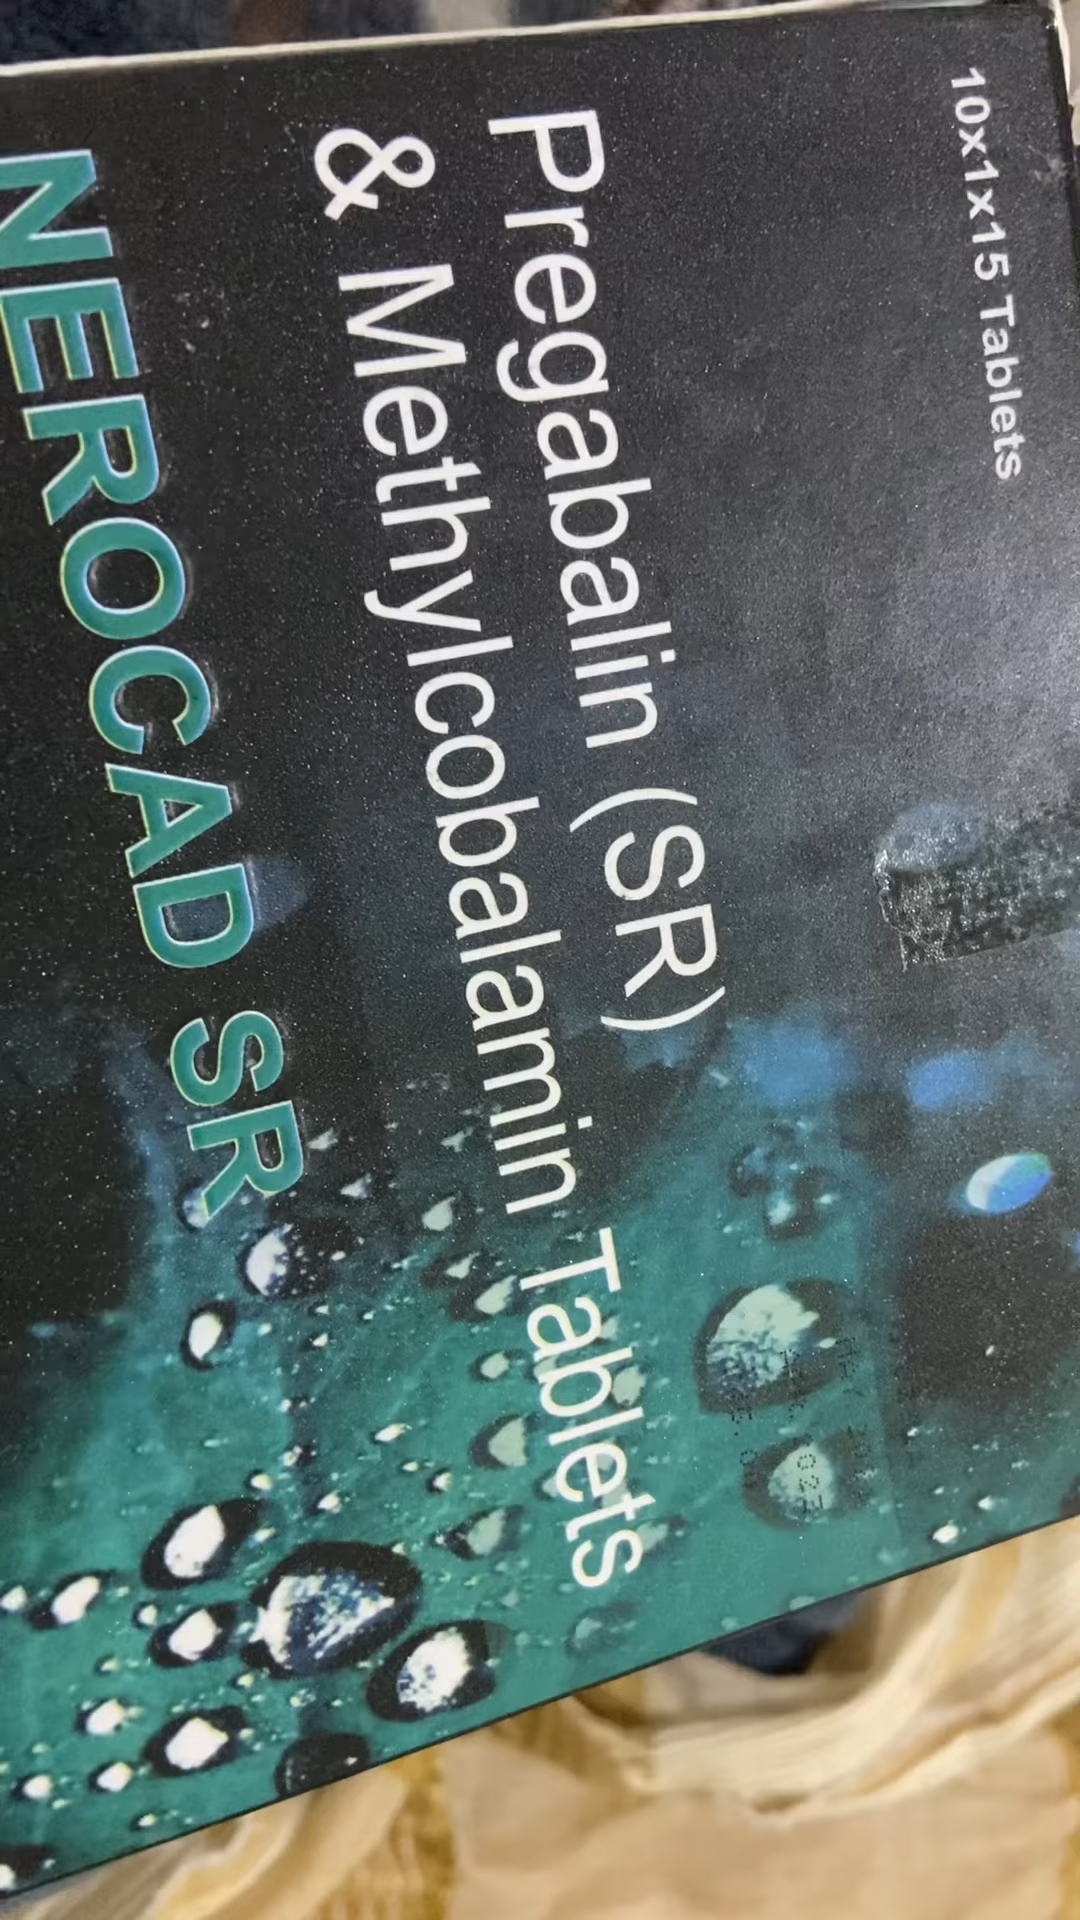 10x1x15 Tablets
Pregabalin (SR)
& Methylcobalamin Tablets
NEROCAD SR